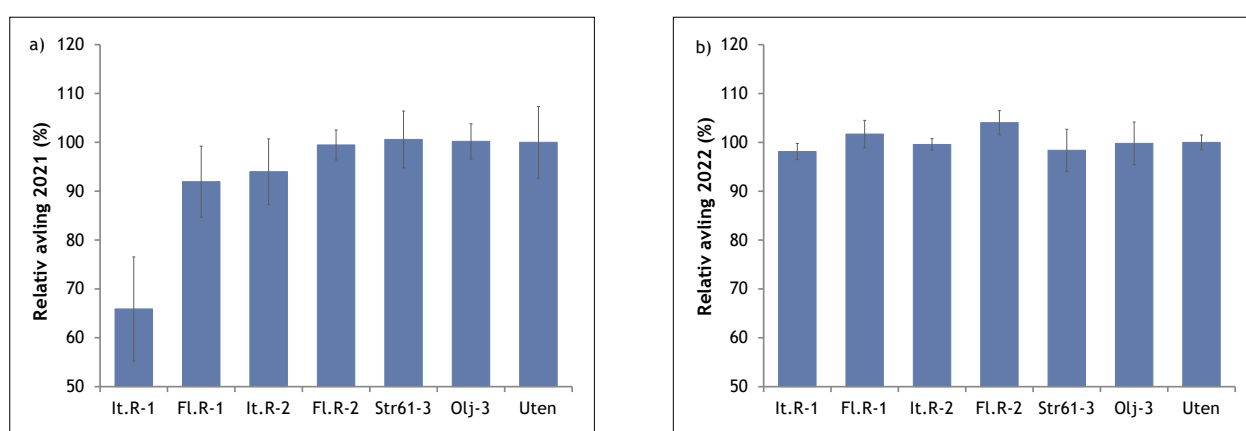 a)
Relativ avling 2021 (%)
120
110
100
90
80
70
60
50
It.R-1 Fl.R-1 It.R-2 Fl.R-2 Str61-3 Olj-3 Uten
b)
Relativ avling 2022 (%)
120
110
100
90
80
70
60
50
It.R-1 Fl.R-1 It.R-2 Fl.R-2 Str61-3 Olj-3 Uten